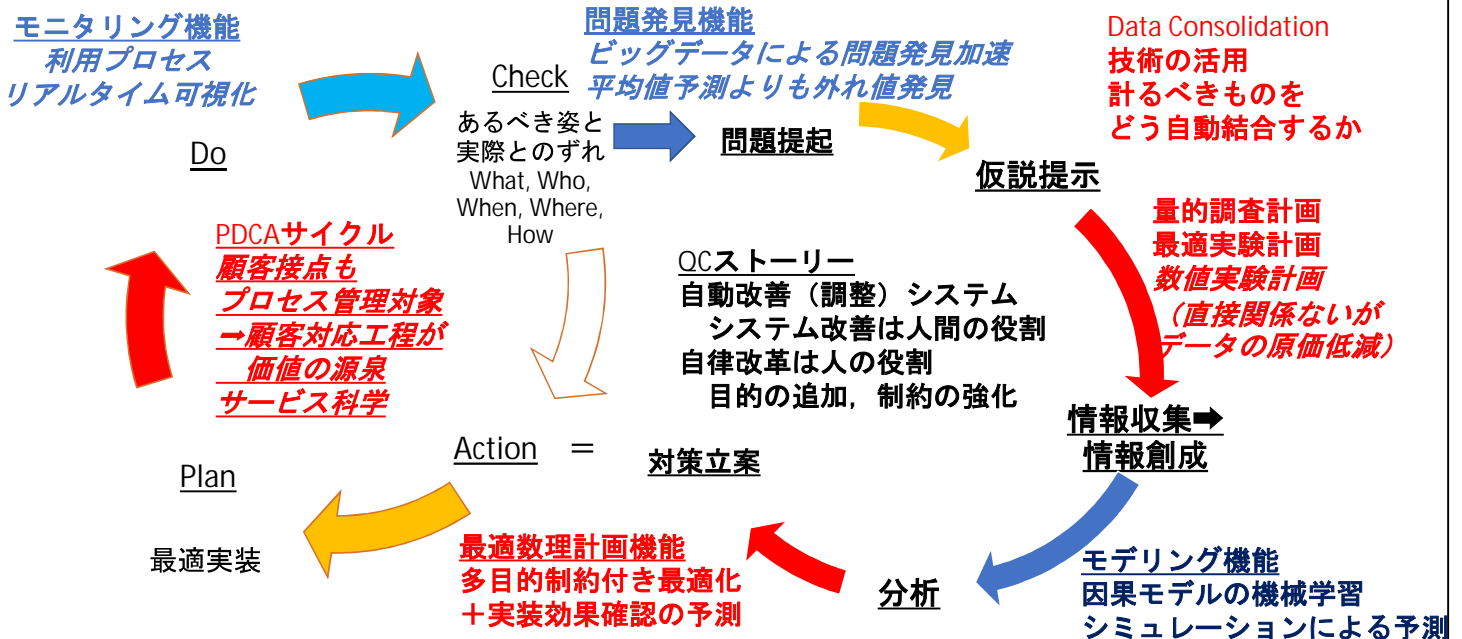 モニタリング機能
利用プロセス
リアルタイム可視化
Do
Check
あるべき姿と
実際とのずれ
What, Who,
When, Where,
How
問題発見機能
ビッグデータによる問題発見加速
平均値予測よりも外れ値発見
問題提起
仮説提示
Data Consolidation
技術の活用
計るべきものを
どう自動結合するか
量的調査計画
最適実験計画
数値実験計画
（直接関係ないが
データの原価低減）
PDCAサイクル
顧客接点も
プロセス管理対象
→顧客対応工程が
価値の源泉
サービス科学
QCストーリー
自動改善（調整）システム
システム改善は人間の役割
自律改革は人の役割
目的の追加，制約の強化
情報収集➡
情報創成
Action ＝ 対策立案
Plan
最適実装
最適数理計画機能
多目的制約付き最適化
＋実装効果確認の予測
分析
モデリング機能
因果モデルの機械学習
シミュレーションによる予測